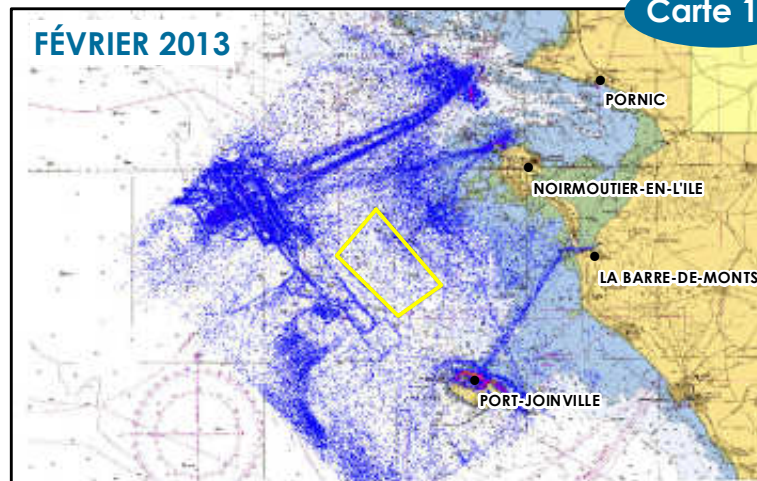 Carte 1
FÉVRIER 2013
PORNIC
NOIRMOUTIER-EN-L'ILE
LA BARRE-DE-MONTS
PORT-JOINVILLE